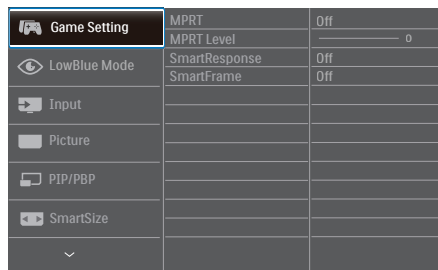 Game Setting
LowBlue Mode
Input
Picture
PIP/PBP
SmartSize
MPRT Off
MPRT Level 0
SmartResponse Off
SmartFrame Off